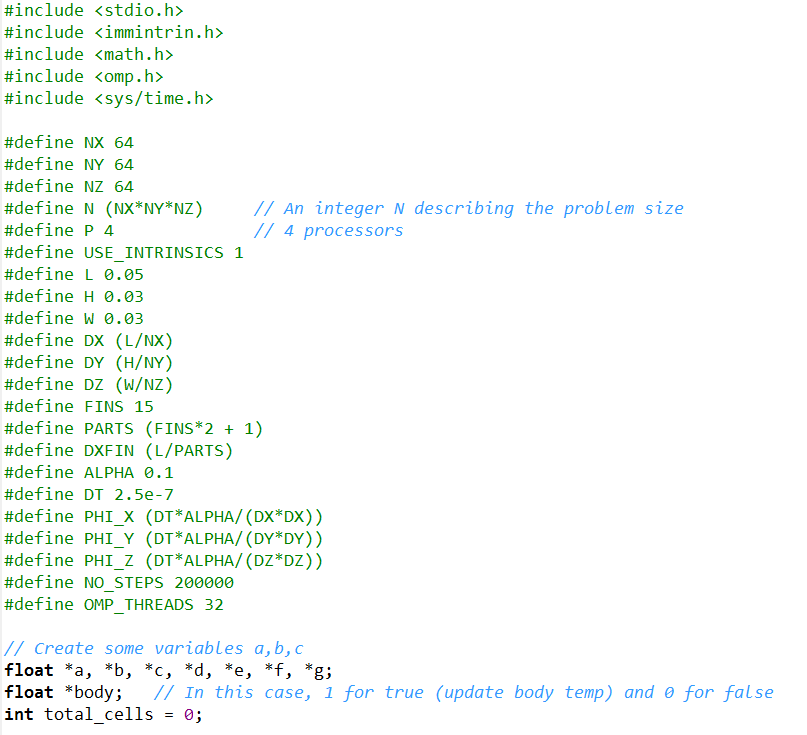 #include <stdio.h>
#include <immintrin.h>
#include <math.h>
#include <omp.h>
#include <sys/time.h>

#define NX 64
#define NY 64
#define NZ 64
#define N (NX*NY*NZ)     // An integer N describing the problem size
#define P 4              // 4 processors
#define USE_INTRINSICS 1
#define L 0.05
#define H 0.03
#define W 0.03
#define DX (L/NX)
#define DY (H/NY)
#define DZ (W/NZ)
#define FINS 15
#define PARTS (FINS*2 + 1)
#define DXFIN (L/PARTS)
#define ALPHA 0.1
#define DT 2.5e-7
#define PHI_X (DT*ALPHA/(DX*DX))
#define PHI_Y (DT*ALPHA/(DY*DY))
#define PHI_Z (DT*ALPHA/(DZ*DZ))
#define NO_STEPS 200000
#define OMP_THREADS 32

// Create some variables a,b,c
float *a, *b, *c, *d, *e, *f, *g;
float *body;   // In this case, 1 for true (update body temp) and 0 for false
int total_cells = 0;